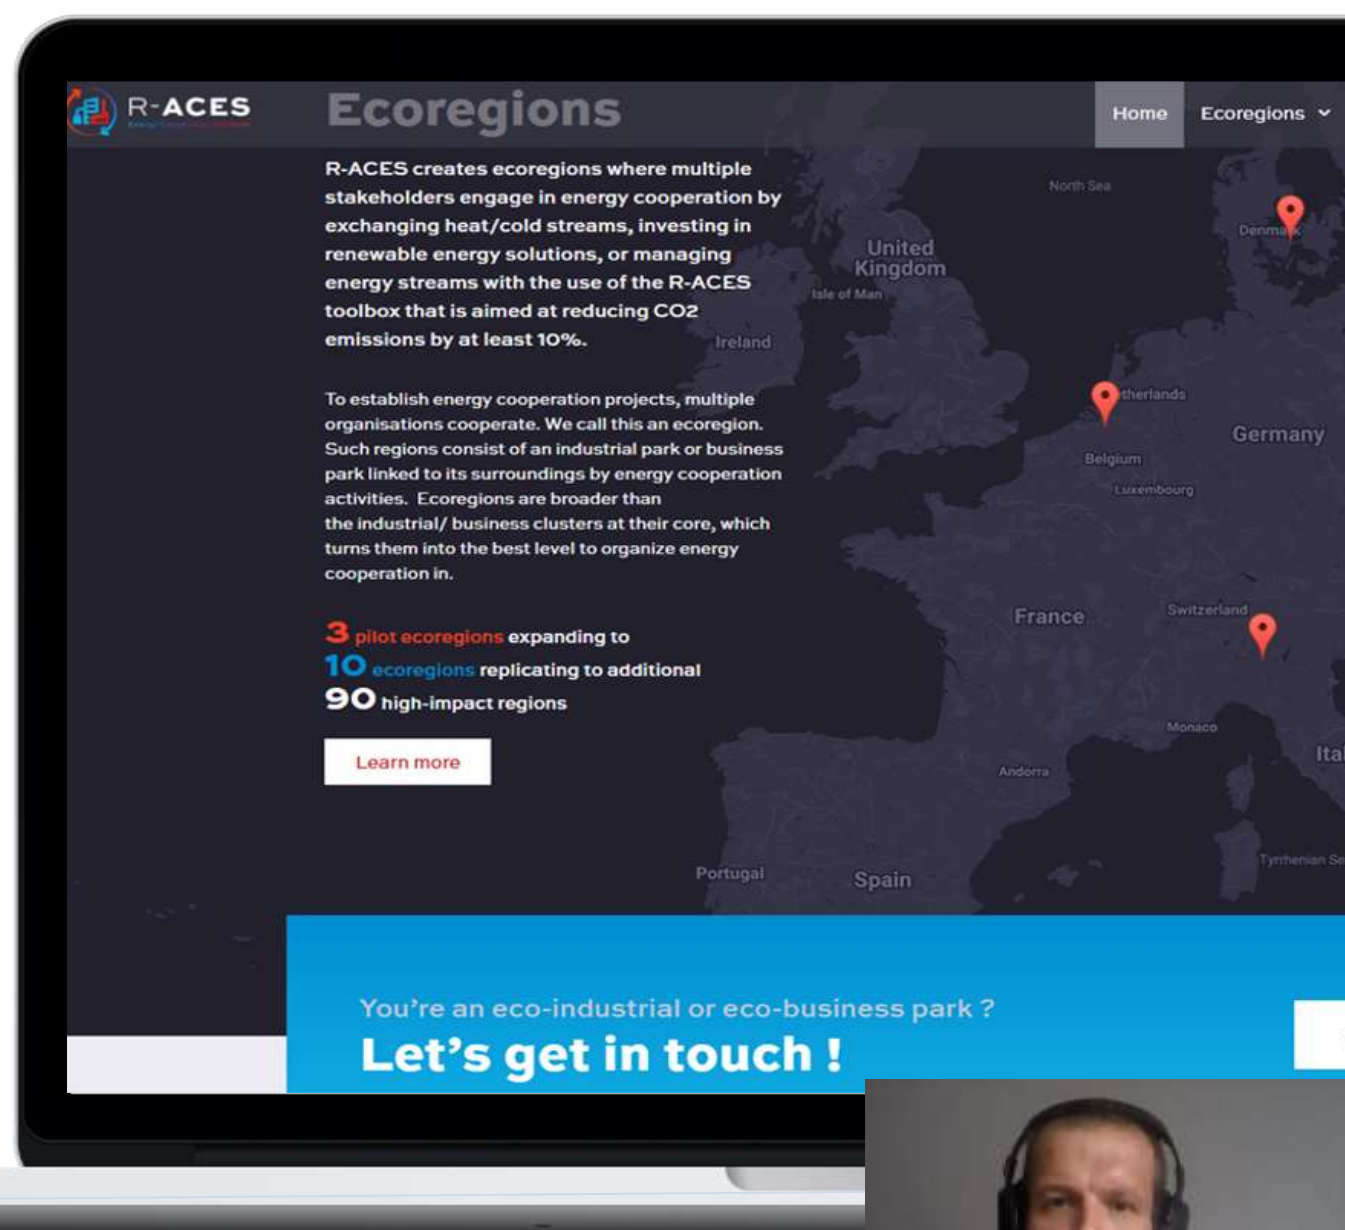 R-ACES
Ecoregions
Home
Ecoregions
R-ACES creates ecoregions where multiple
stakeholders engage in energy cooperation by
exchanging heat/cold streams, investing in
renewable energy solutions, or managing
energy streams with the use of the R-ACES
toolbox that is aimed at reducing CO2
emissions by at least 10%.
To establish energy cooperation projects, multiple
organisations cooperate. We call this an ecoregion.
Such regions consist of an industrial park or business
park linked to its surroundings by energy cooperation
activities. Ecoregions are broader than
the industrial/ business clusters at their core, which
turns them into the best level to organize energy
cooperation in.
3 pilot ecoregions expanding to
10 ecoregions replicating to additional
90 high-impact regions
Learn more
North Sea
Denmark
United
Kingdom
Isle of Man
Ireland
therlands
Germany
Belgium
Luxembourg
France
Switzerland
Monaco
Ital
Andorra
Tyrrhenian Se
Portugal
Spain
You're an eco-industrial or eco-business park ?
Let's get in touch !